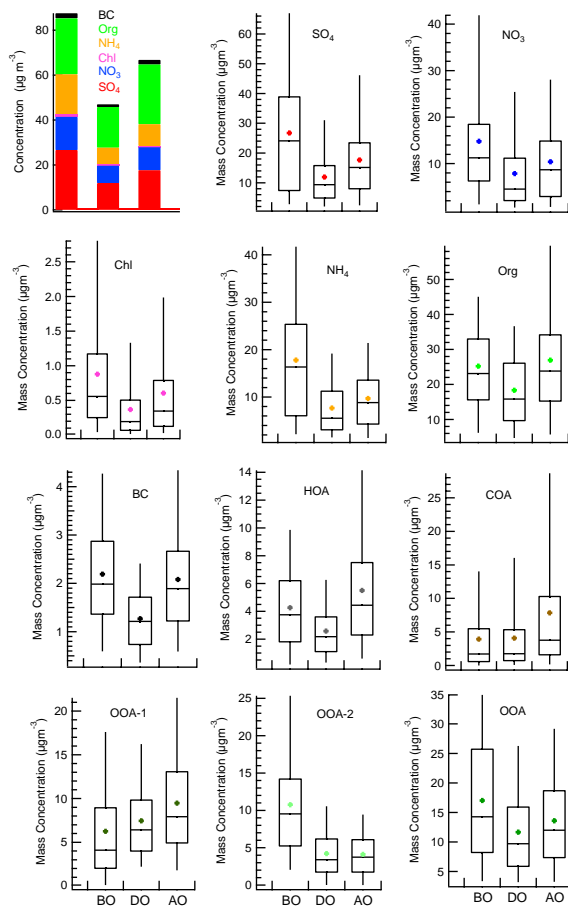 Concentration (µg m-3)
80
60
40
20
0
BC
Org
NH4
Chl
NO3
SO4
Mass Concentration (µgm-3)
SO4
60
50
40
30
20
10
Mass Concentration (µgm-3)
NO3
40
30
20
10
Mass Concentration (µgm-3)
Chl
2.5
2.0
1.5
1.0
0.5
0.0
Mass Concentration (µgm-3)
NH4
40
30
20
10
Mass Concentration (µgm-3)
Org
50
40
30
20
10
Mass Concentration (µgm-3)
BC
4
3
2
1
Mass Concentration (µgm-3)
HOA
14
12
10
8
6
4
2
Mass Concentration (µgm-3)
COA
25
20
15
10
5
0
Mass Concentration (µgm-3)
OOA-1
20
15
10
5
0
BO DO AO
Mass Concentration (µgm-3)
OOA-2
25
20
15
10
5
0
BO DO AO
Mass Concentration (µgm-3)
OOA
35
30
25
20
15
10
5
BO DO AO